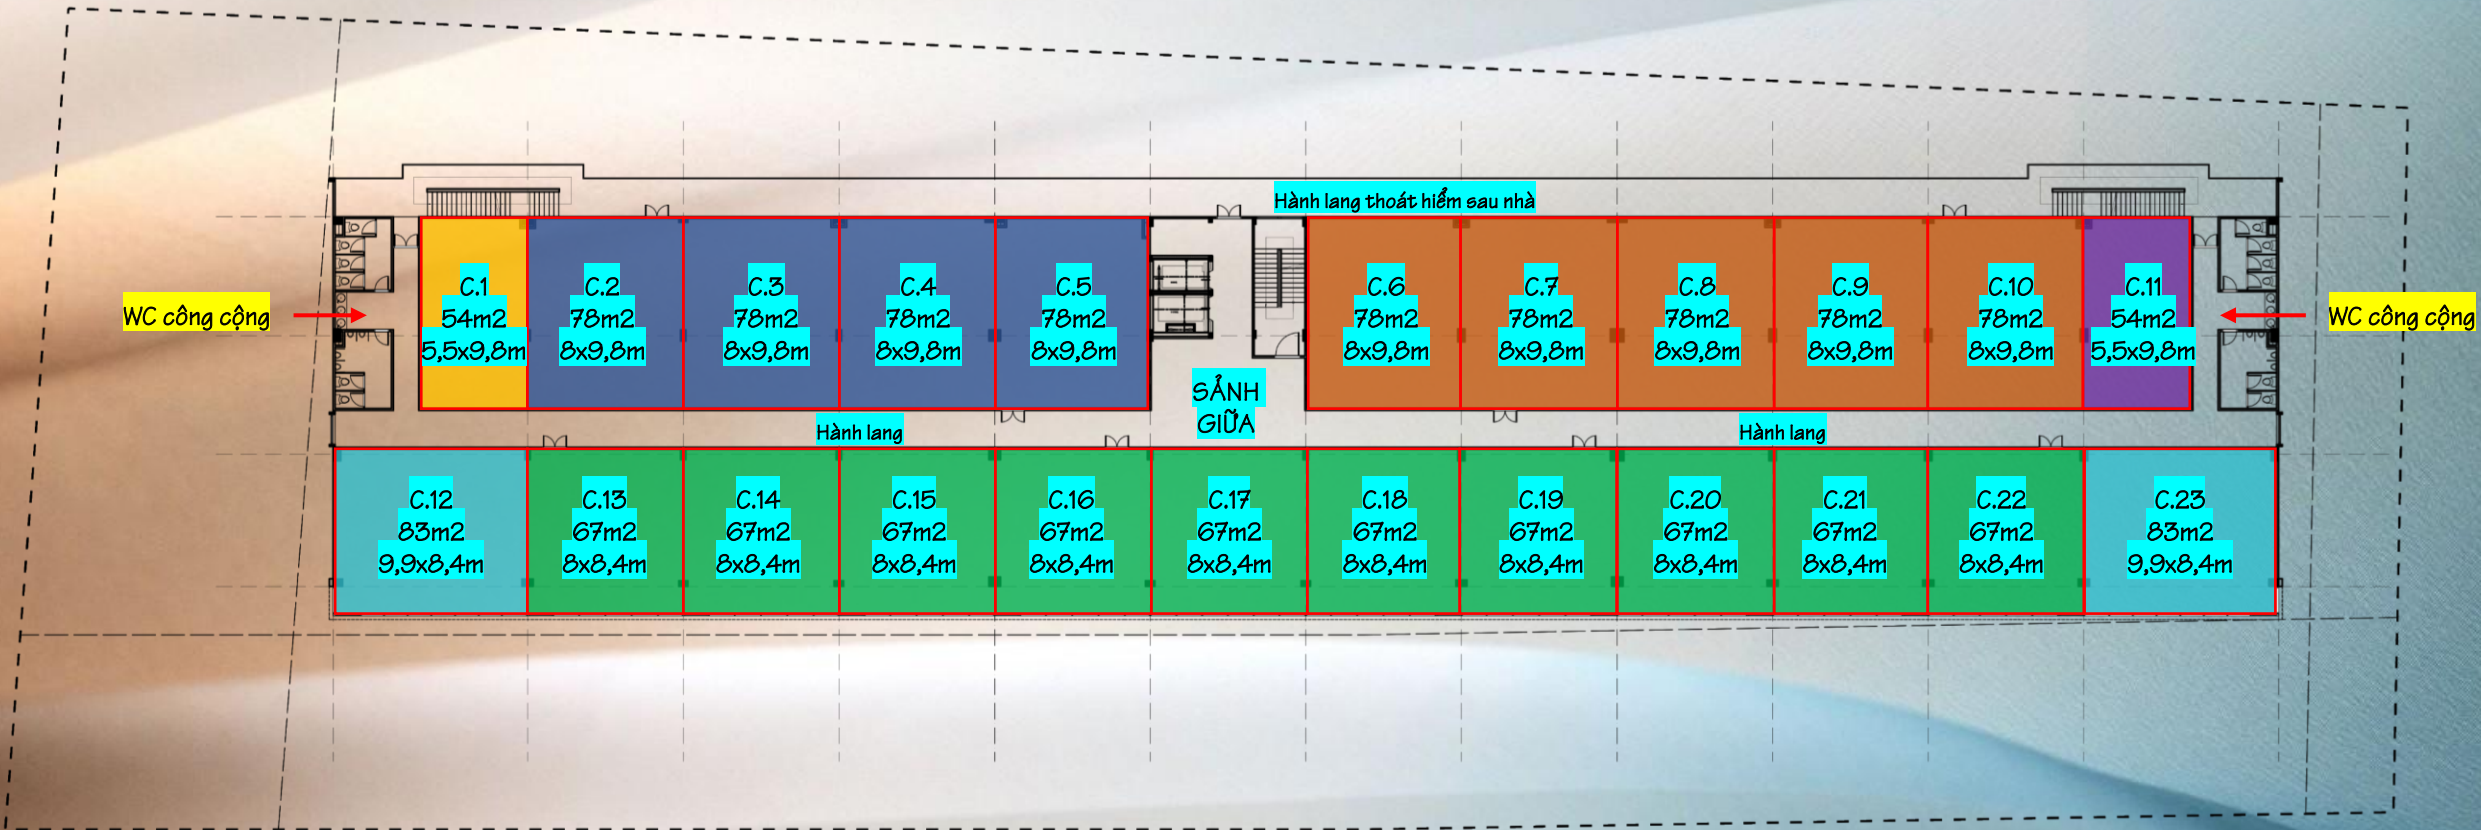 Hành lang thoát hiểm sau nhà
WC công cộng
C.1
54m2
5,5x9,8m
C.2
78m2
8x9,8m
C.3
78m2
8x9,8m
C.4
78m2
8x9,8m
C.5
78m2
8x9,8m
SẢNH
GIỮA
C.6
78m2
8x9,8m
C.7
78m2
8x9,8m
C.8
78m2
8x9,8m
C.9
78m2
8x9,8m
C.10
78m2
8x9,8m
C.11
54m2
5,5x9,8m
WC công cộng
Hành lang
Hành lang
C.12
83m2
9,9x8,4m
C.13
67m2
8x8,4m
C.14
67m2
8x8,4m
C.15
67m2
8x8,4m
C.16
67m2
8x8,4m
C.17
67m2
8x8,4m
C.18
67m2
8x8,4m
C.19
67m2
8x8,4m
C.20
67m2
8x8,4m
C.21
67m2
8x8,4m
C.22
67m2
8x8,4m
C.23
83m2
9,9x8,4m